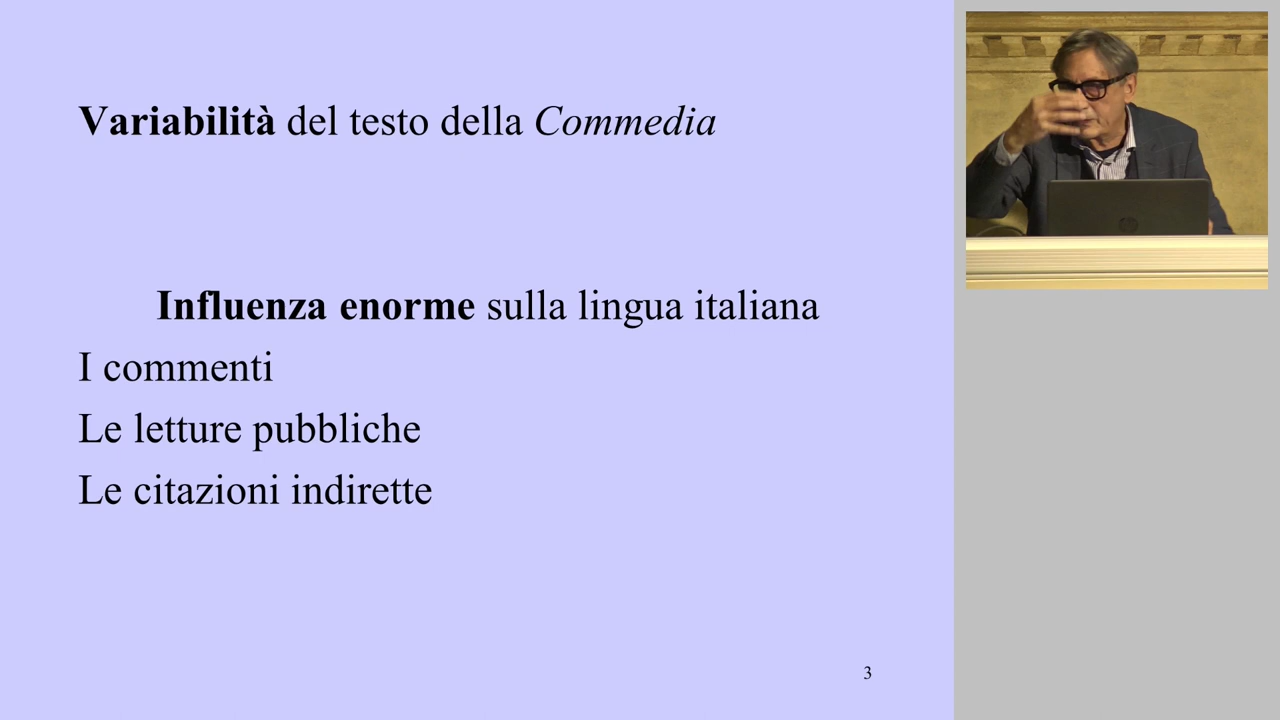 Variabilità del testo della Commedia
Influenza enorme sulla lingua italiana
I commenti
Le letture pubbliche
Le citazioni indirette
3